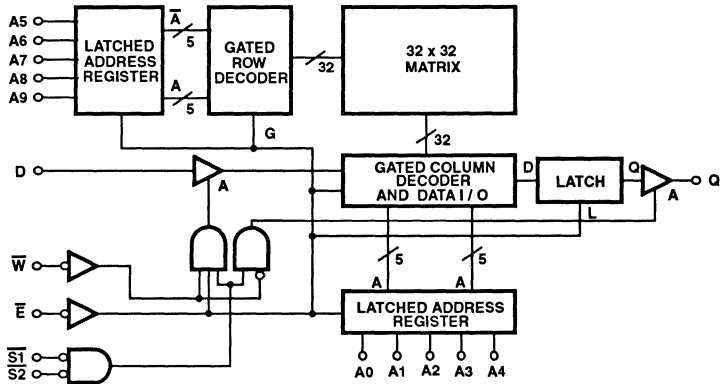 A5
A6
A7
A8
A9
LATCHED
ADDRESS
REGISTER
A̅
5
A
5
GATED
ROW
DECODER
G
32
32 x 32
MATRIX
32
D
A
GATED COLUMN
DECODER
AND DATA I / O
D
LATCH
L
Q
A
Q
W̅
E̅
S1̅
S2̅
5
A
5
A
LATCHED ADDRESS
REGISTER
A0 A1 A2 A3 A4